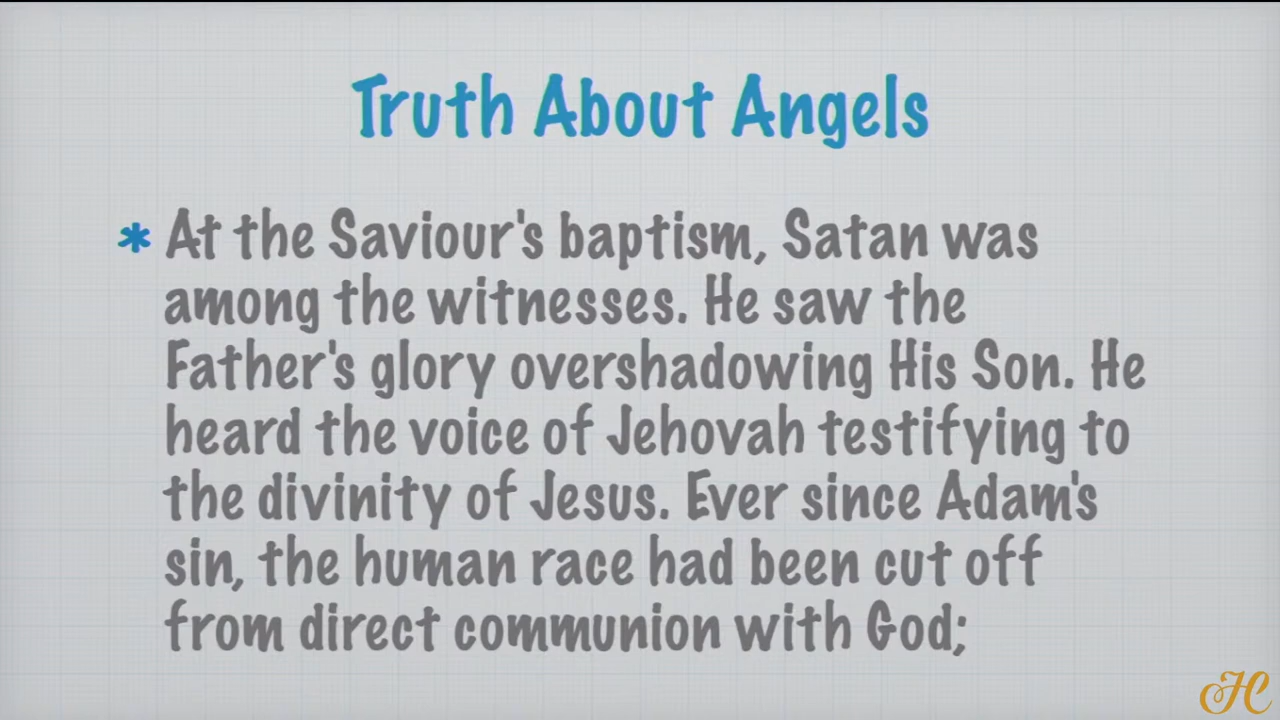 Truth About Angels
* At the Saviour's baptism, Satan was
among the witnesses. He saw the
Father's glory overshadowing His Son. He
heard the voice of Jehovah testifying to
the divinity of Jesus. Ever since Adam's
sin, the human race had been cut off
from direct communion with God;
HC